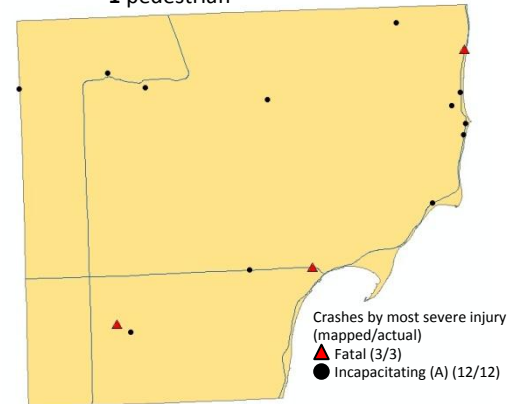 1 pedestrian
Crashes by most severe injury
(mapped/actual)
Fatal (3/3)
Incapacitating (A) (12/12)